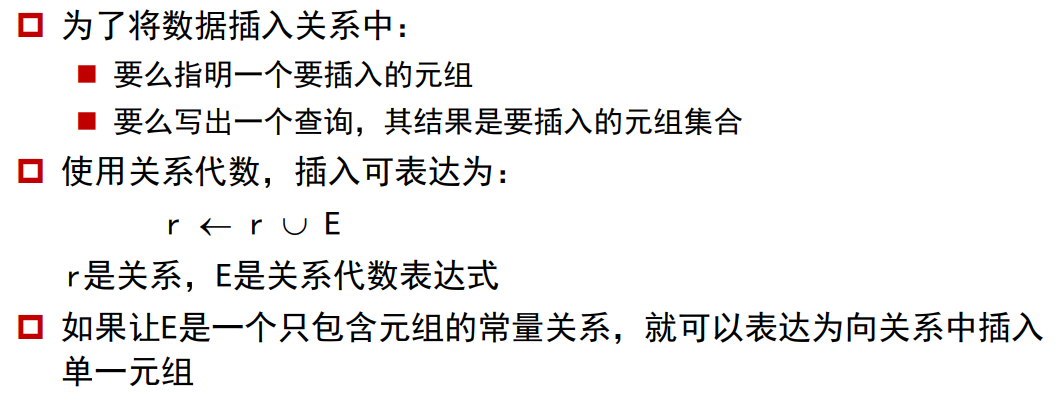 为了将数据插入关系中：
要么指明一个要插入的元组
要么写出一个查询，其结果是要插入的元组集合
使用关系代数，插入可表达为：
r ← r ∪ E
r是关系，E是关系代数表达式
如果让E是一个只包含元组的常量关系，就可以表达为向关系中插入
单一元组